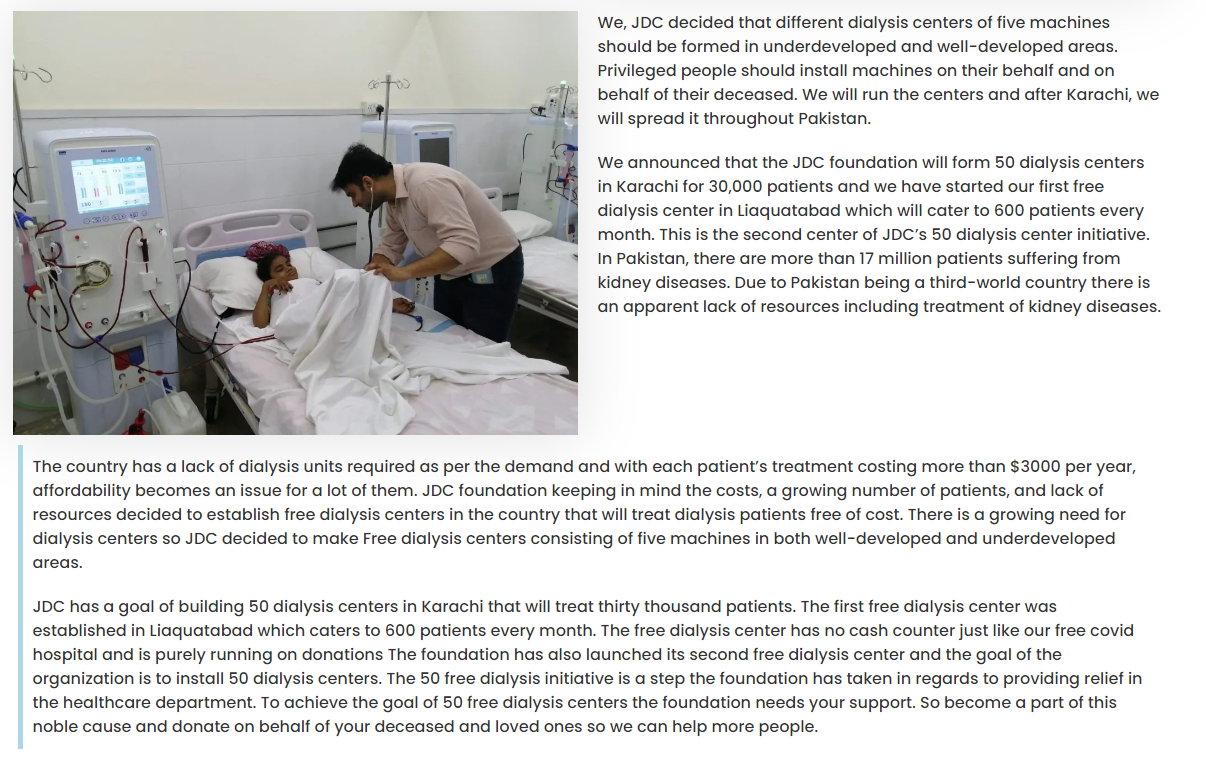 We, JDC decided that different dialysis centers of five machines
should be formed in underdeveloped and well-developed areas.
Privileged people should install machines on their behalf and on
behalf of their deceased. We will run the centers and after Karachi, we
will spread it throughout Pakistan.
We announced that the JDC foundation will form 50 dialysis centers
in Karachi for 30,000 patients and we have started our first free
dialysis center in Liaquatabad which will cater to 600 patients every
month. This is the second center of JDC’s 50 dialysis center initiative.
In Pakistan, there are more than 17 million patients suffering from
kidney diseases. Due to Pakistan being a third-world country there is
an apparent lack of resources including treatment of kidney diseases.
The country has a lack of dialysis units required as per the demand and with each patient’s treatment costing more than $3000 per year,
affordability becomes an issue for a lot of them. JDC foundation keeping in mind the costs, a growing number of patients, and lack of
resources decided to establish free dialysis centers in the country that will treat dialysis patients free of cost. There is a growing need for
dialysis centers so JDC decided to make Free dialysis centers consisting of five machines in both well-developed and underdeveloped
areas.
JDC has a goal of building 50 dialysis centers in Karachi that will treat thirty thousand patients. The first free dialysis center was
established in Liaquatabad which caters to 600 patients every month. The free dialysis center has no cash counter just like our free covid
hospital and is purely running on donations The foundation has also launched its second free dialysis center and the goal of the
organization is to install 50 dialysis centers. The 50 free dialysis initiative is a step the foundation has taken in regards to providing relief in
the healthcare department. To achieve the goal of 50 free dialysis centers the foundation needs your support. So become a part of this
noble cause and donate on behalf of your deceased and loved ones so we can help more people.